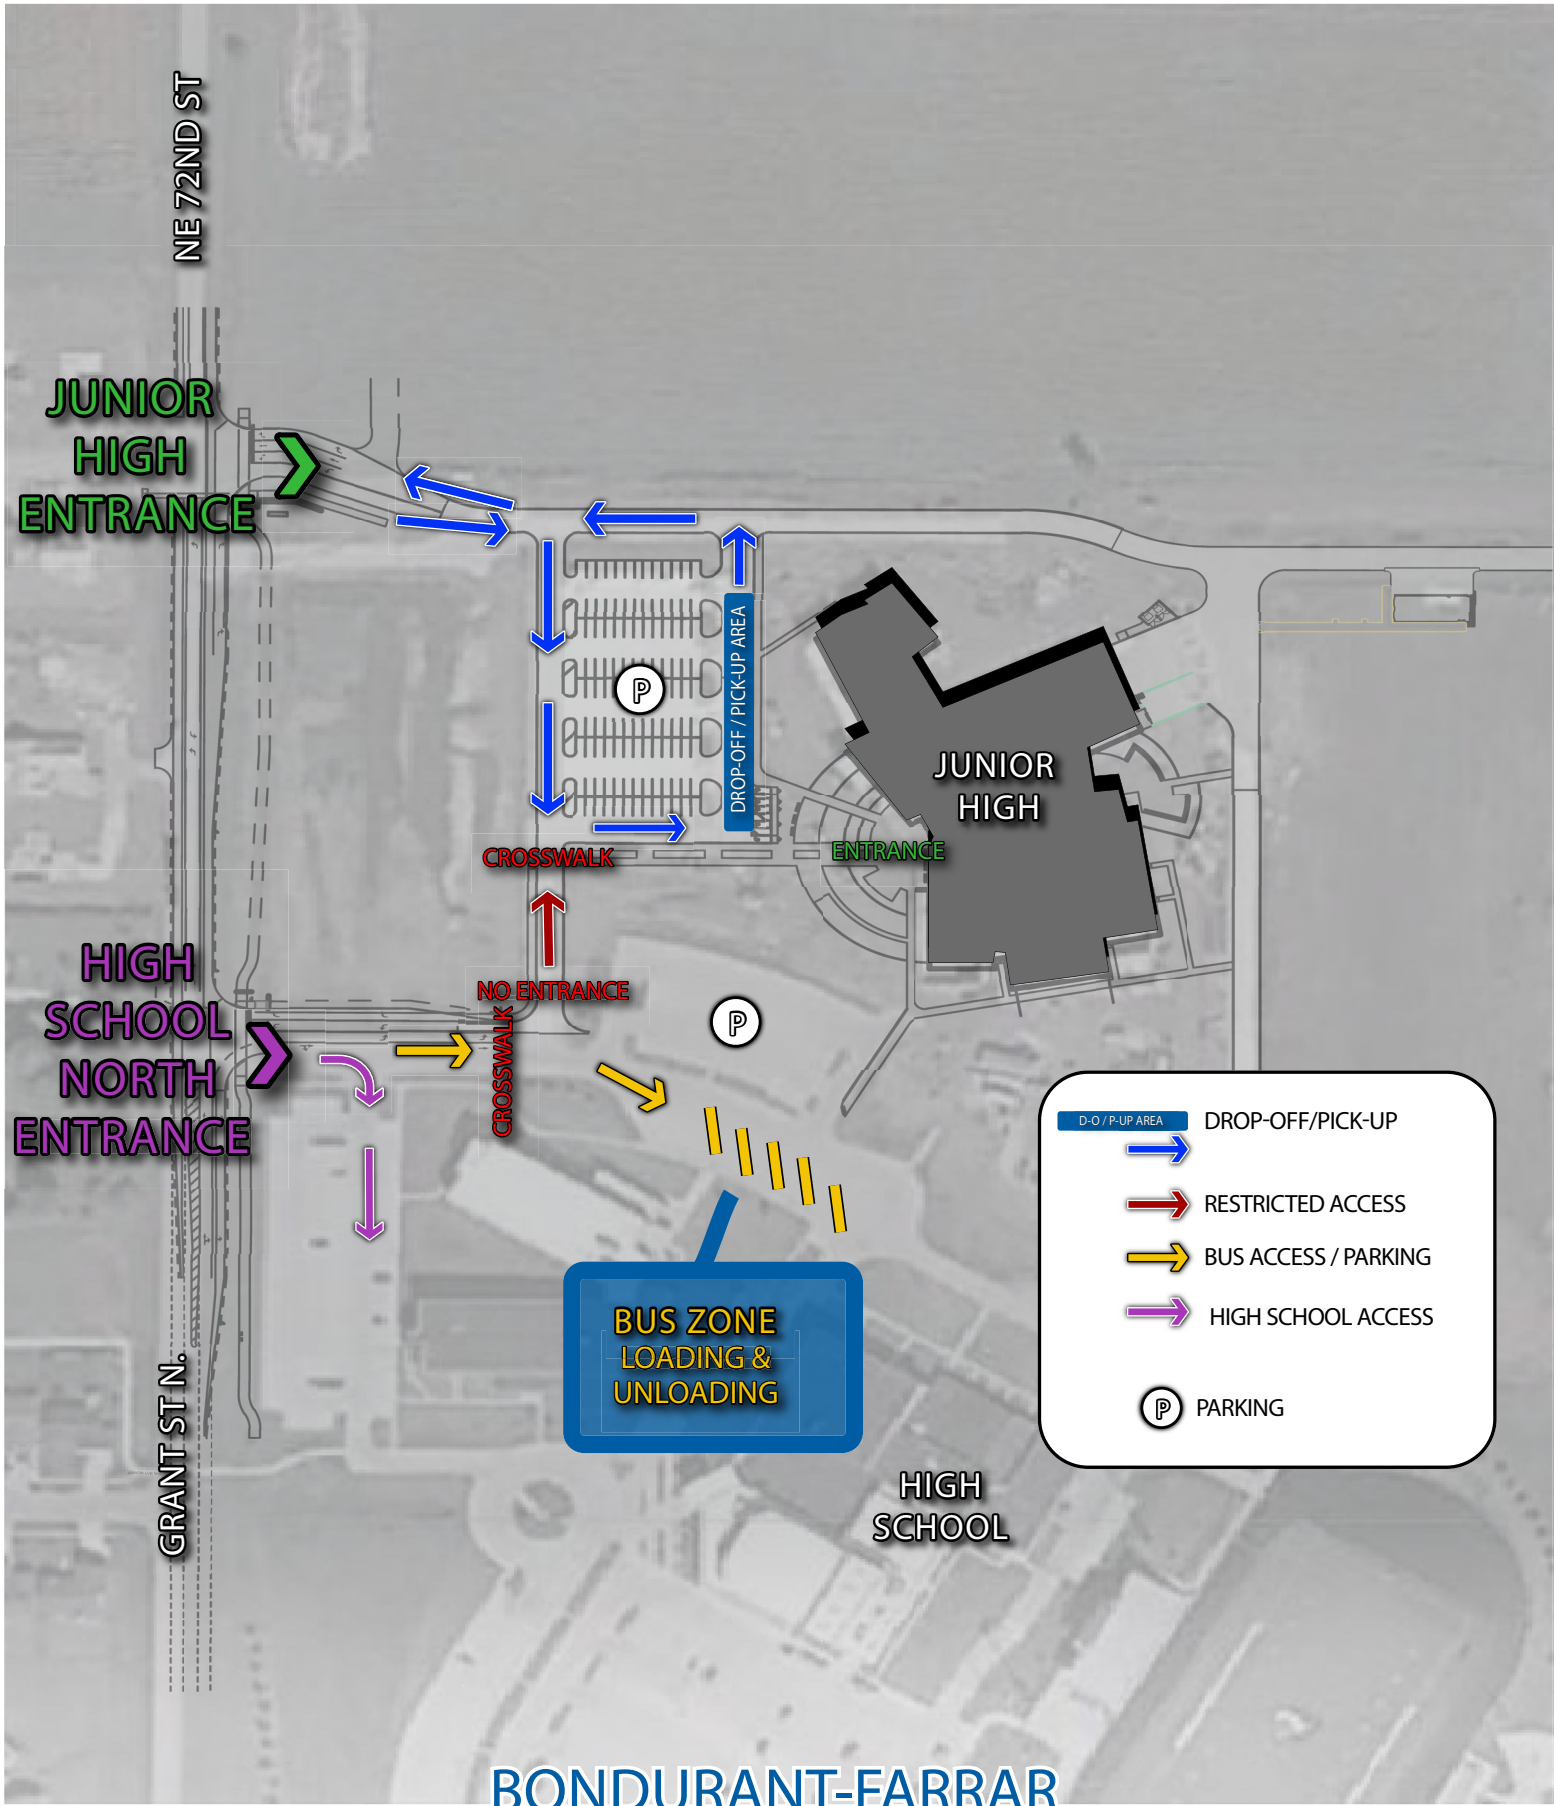 NE 72ND ST
JUNIOR
HIGH
ENTRANCE
DROP-OFF / PICK-UP AREA
P
JUNIOR
HIGH
ENTRANCE
CROSSWALK
NO ENTRANCE
CROSSWALK
HIGH
SCHOOL
NORTH
ENTRANCE
P
BUS ZONE
LOADING &
UNLOADING
GRANT ST N.
HIGH
SCHOOL
D-O / P-UP AREA
DROP-OFF/PICK-UP
RESTRICTED ACCESS
BUS ACCESS / PARKING
HIGH SCHOOL ACCESS
P
PARKING
BONDURANT-FARRAR